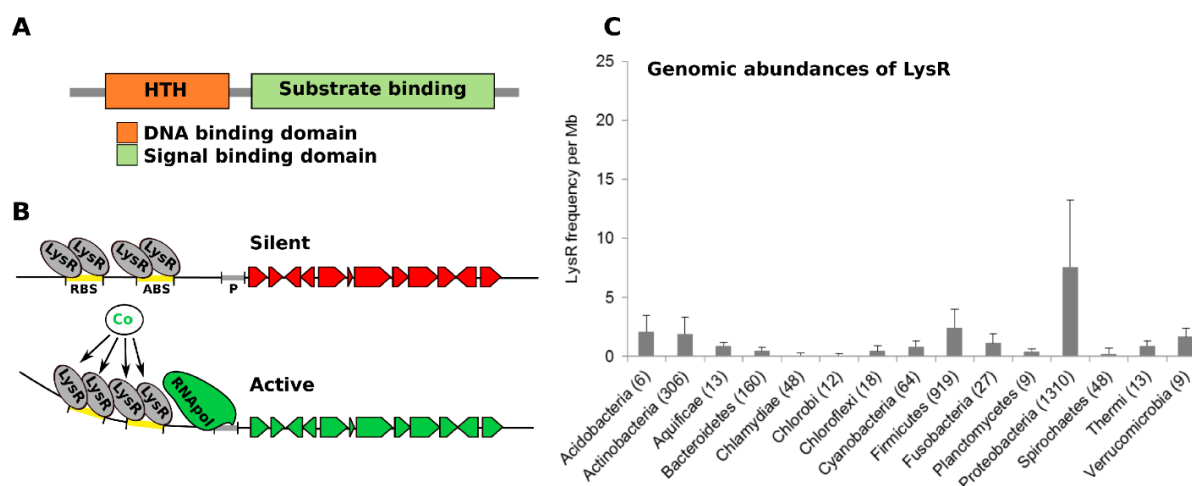 A
HTH
Substrate binding
DNA binding domain
Signal binding domain
B
LysR LysR LysR LysR
Silent
RBS ABS P
Co
LysR LysR LysR LysR RNApol
Active
C
Genomic abundances of LysR
LysR frequency per Mb
25
20
15
10
5
0
Acidobacteria (6)
Actinobacteria (306)
Aquificae (13)
Bacteroidetes (160)
Chlamydiae (48)
Chlorobi (12)
Chloroflexi (18)
Cyanobacteria (64)
Firmicutes (919)
Fusobacteria (27)
Planctomycetes (9)
Proteobacteria (1310)
Spirochaetes (48)
Thermi (13)
Verrucomicrobia (9)